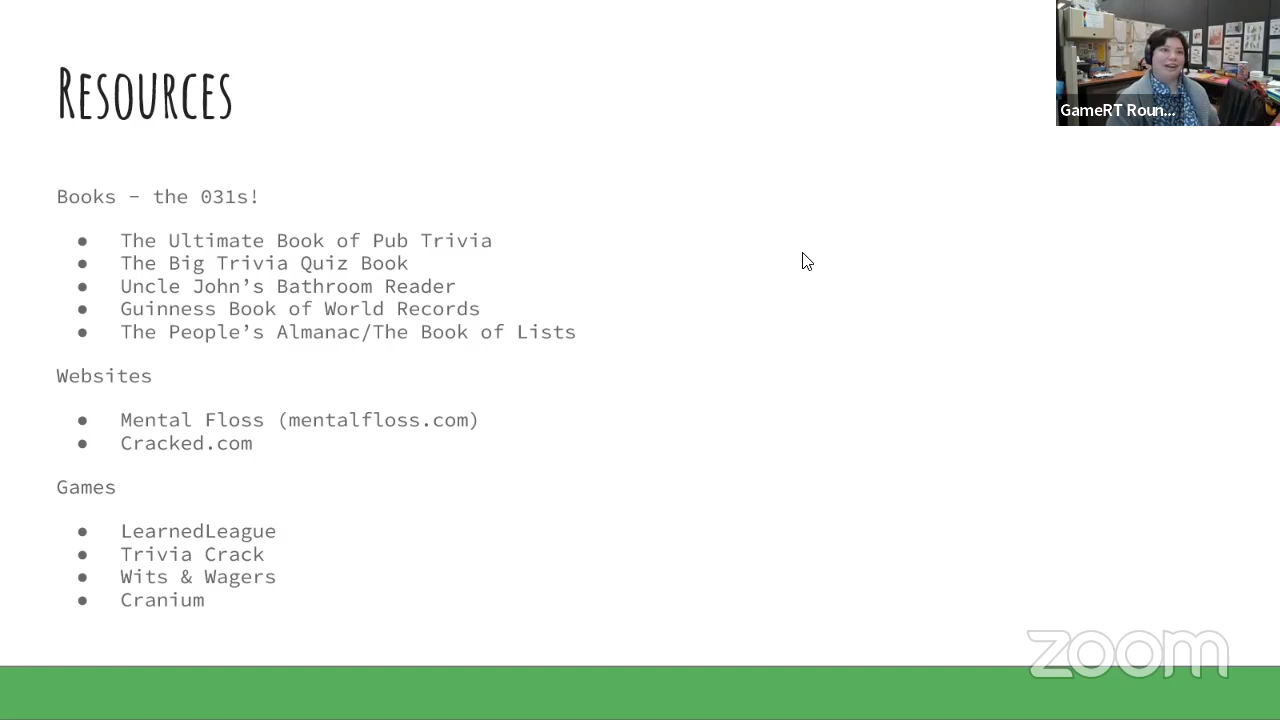 Resources
GameRT Roun...
Books – the 031s!
● The Ultimate Book of Pub Trivia
● The Big Trivia Quiz Book
● Uncle John’s Bathroom Reader
● Guinness Book of World Records
● The People’s Almanac/The Book of Lists
Websites
● Mental Floss (mentalfloss.com)
● Cracked.com
Games
● LearnedLeague
● Trivia Crack
● Wits & Wagers
● Cranium
zoom